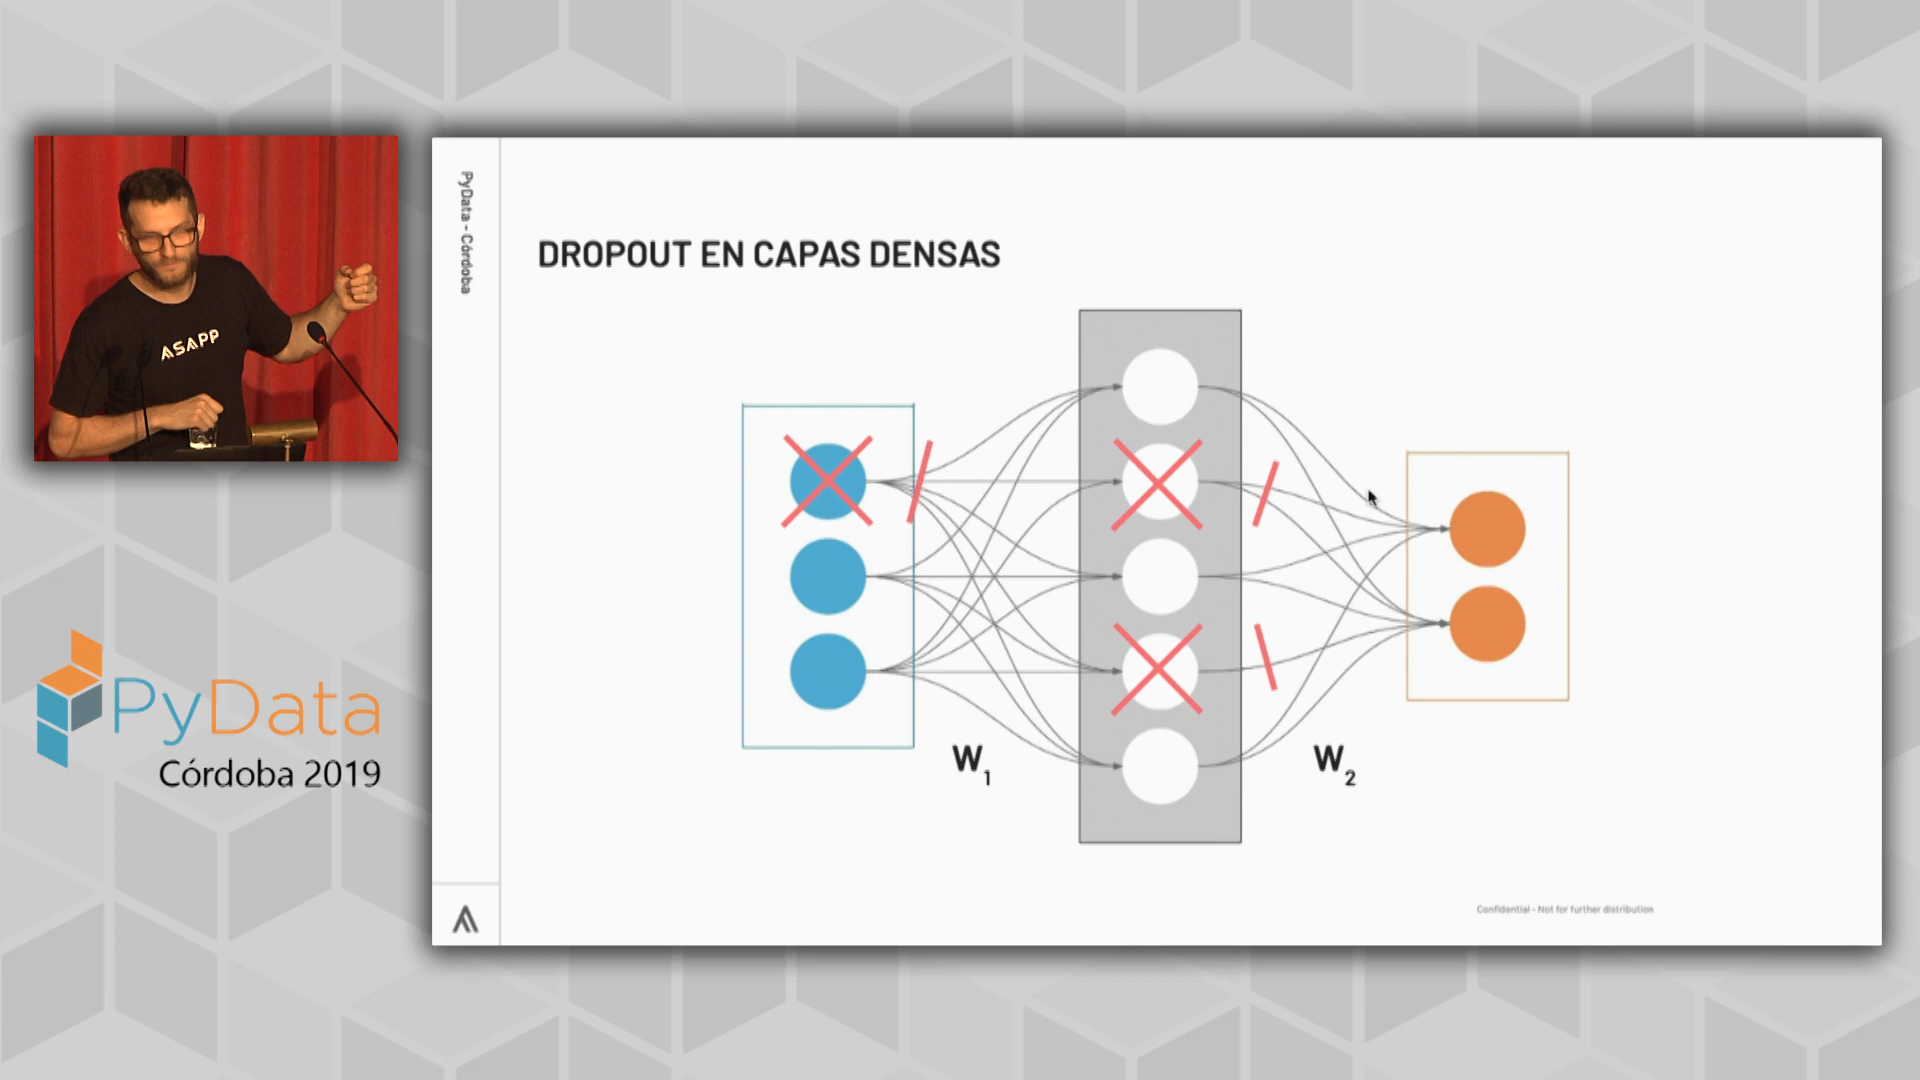 PyData - Córdoba
DROPOUT EN CAPAS DENSAS
W1
W2
Confidential - Not for further distribution
ASAPP
PyData
Córdoba 2019